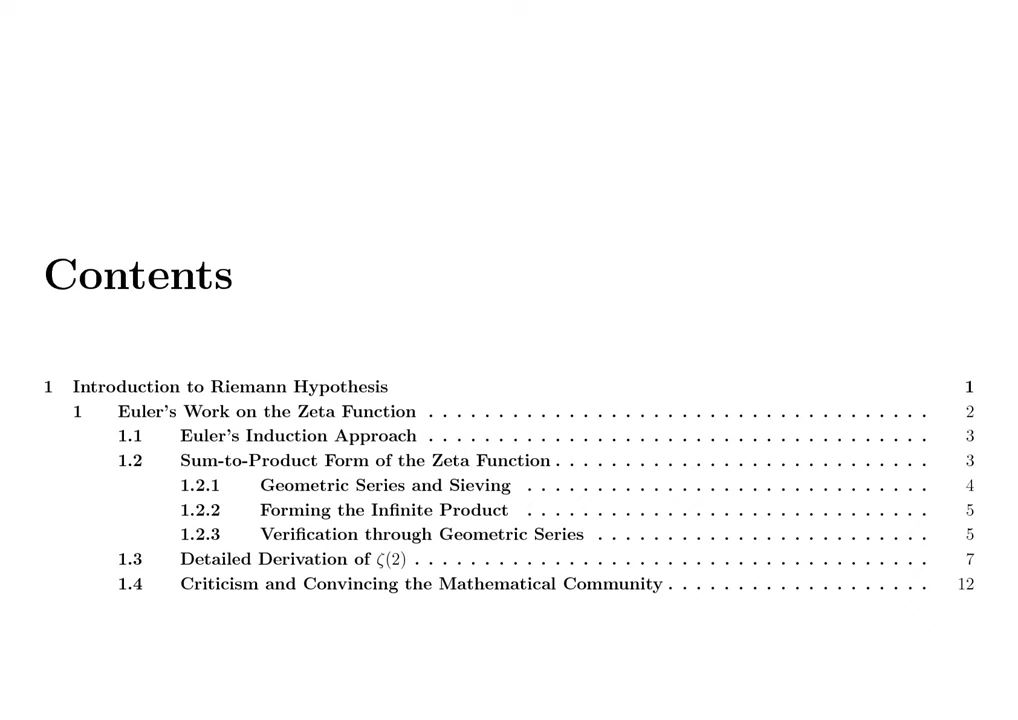 Contents
1 Introduction to Riemann Hypothesis 1
1 Euler's Work on the Zeta Function . . . . . . . . . . . . . . . . . . . . . . . . . . . . . . . . . . . . 2
1.1 Euler's Induction Approach . . . . . . . . . . . . . . . . . . . . . . . . . . . . . . . . . . . . 3
1.2 Sum-to-Product Form of the Zeta Function . . . . . . . . . . . . . . . . . . . . . . . . . . . 3
1.2.1 Geometric Series and Sieving . . . . . . . . . . . . . . . . . . . . . . . . . . . . . 4
1.2.2 Forming the Infinite Product . . . . . . . . . . . . . . . . . . . . . . . . . . . . . 5
1.2.3 Verification through Geometric Series . . . . . . . . . . . . . . . . . . . . . . . . 5
1.3 Detailed Derivation of ζ(2) . . . . . . . . . . . . . . . . . . . . . . . . . . . . . . . . . . . . . 7
1.4 Criticism and Convincing the Mathematical Community . . . . . . . . . . . . . . . . . . . 12